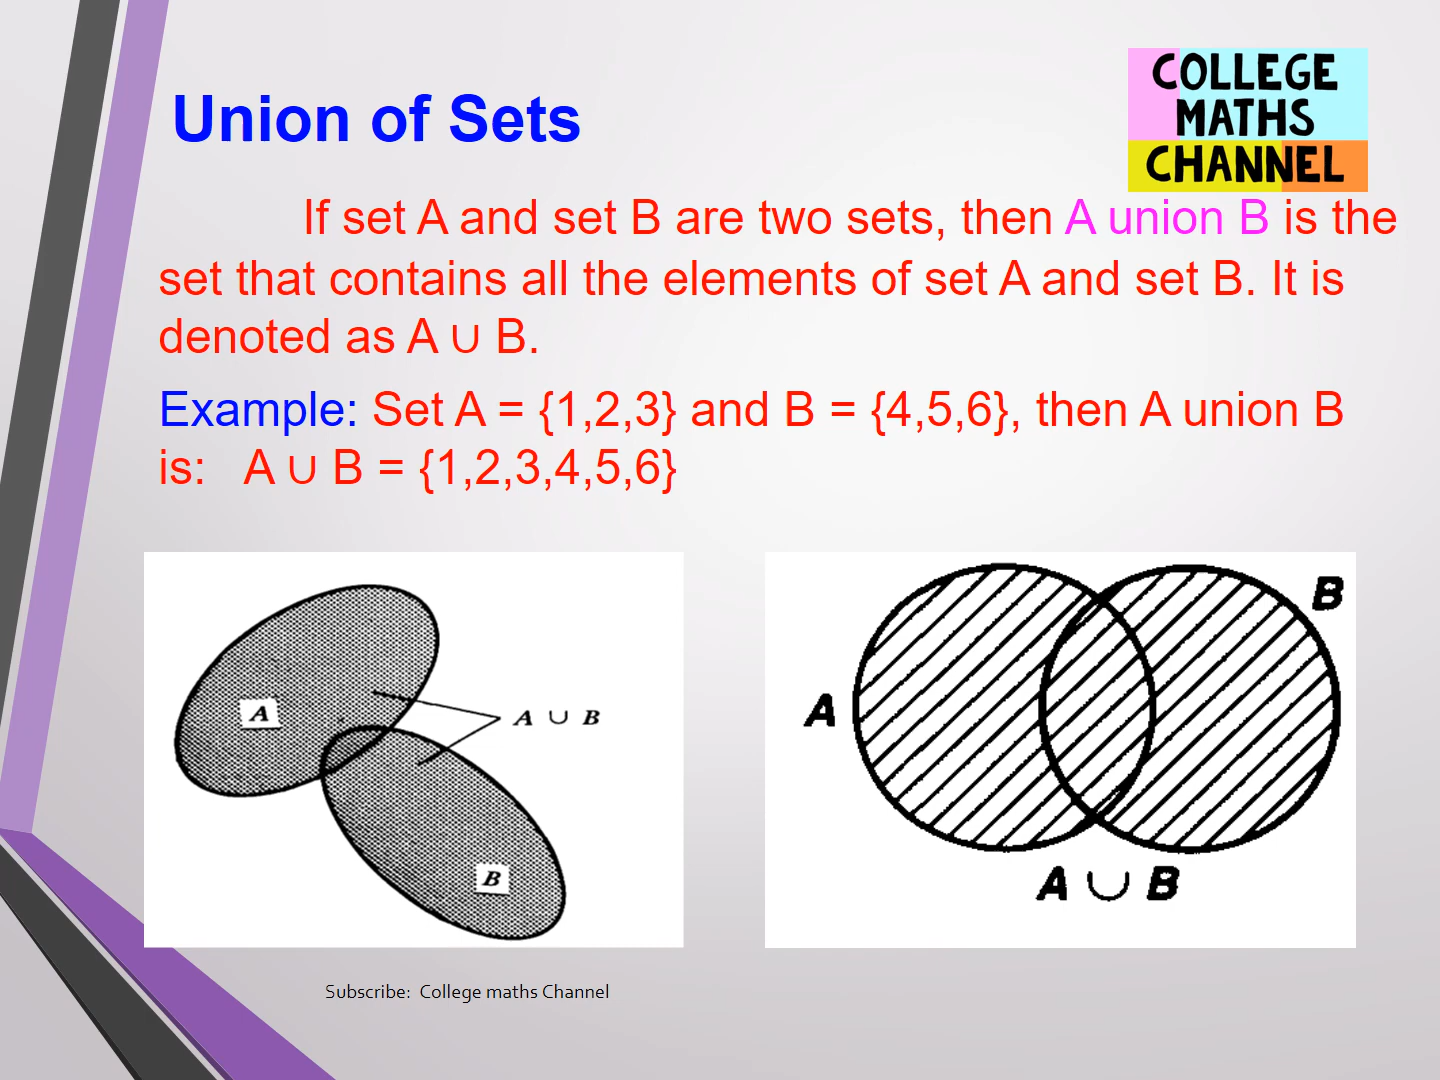 COLLEGE
MATHS
CHANNEL
Union of Sets
If set A and set B are two sets, then A union B is the
set that contains all the elements of set A and set B. It is
denoted as A ∪ B.
Example: Set A = {1,2,3} and B = {4,5,6}, then A union B
is: A ∪ B = {1,2,3,4,5,6}
A
A ∪ B
B
B
A
A ∪ B
Subscribe: College maths Channel